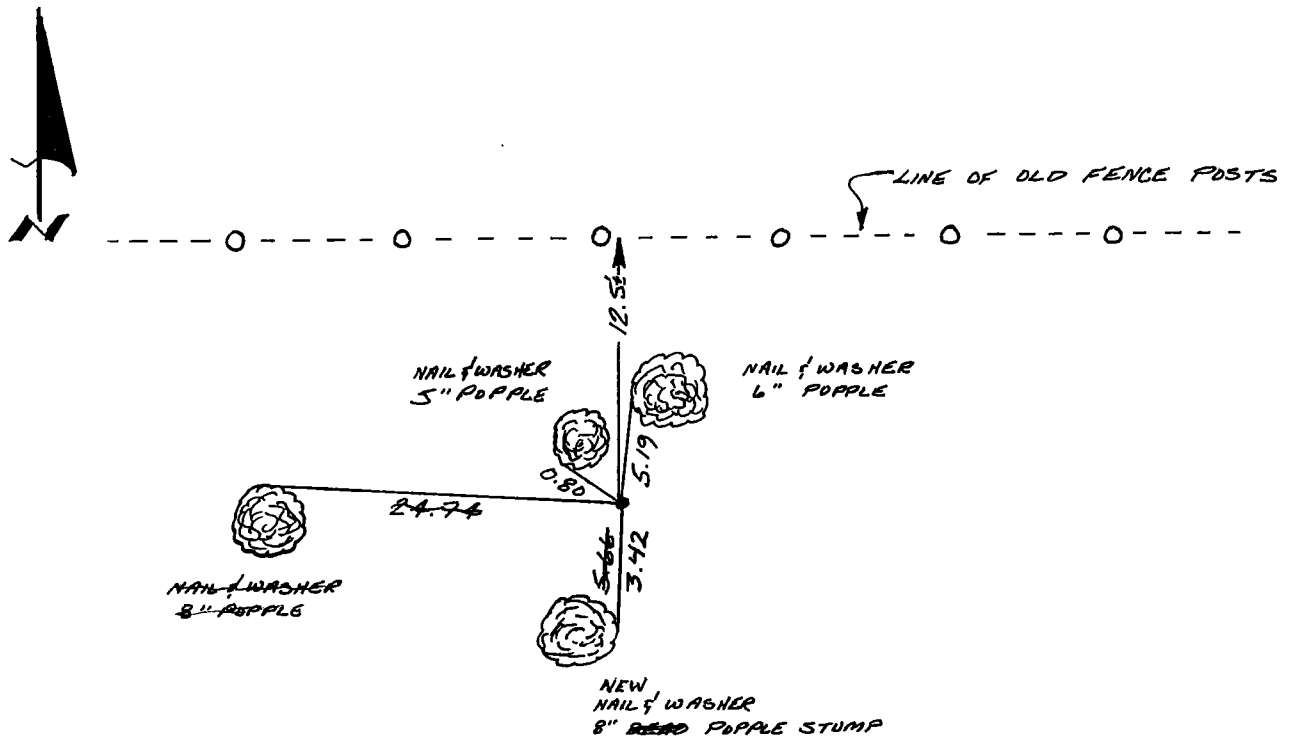 N
LINE OF OLD FENCE POSTS
12.5±
NAIL & WASHER
5" POPPLE
NAIL & WASHER
6" POPPLE
5.19
0.80
24.74
5.66
3.42
NAIL & WASHER
8" POPPLE
NEW
NAIL & WASHER
8" DEAD POPPLE STUMP